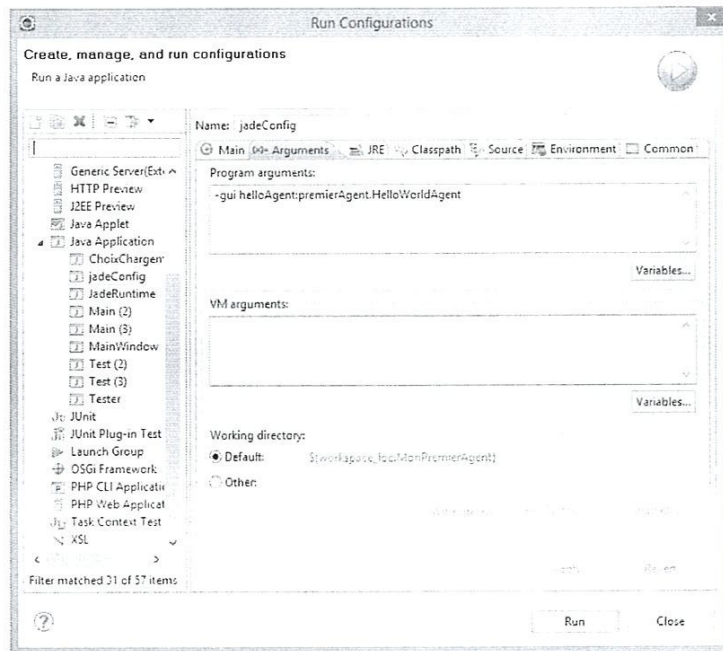 Run Configurations
Create, manage, and run configurations
Run a Java application
Name: jadeConfig
Main (x)= Arguments JRE Classpath Source Environment Common
Generic Server(Ext
HTTP Preview
J2EE Preview
Java Applet
Java Application
ChoixChargem
jadeConfig
JadeRuntime
Main (2)
Main (3)
MainWindow
Test (2)
Test (3)
Tester
JUnit
JUnit Plug-in Test
Launch Group
OSGi Framework
PHP CLI Applicati
PHP Web Applicat
Task Context Test
XSL
Filter matched 31 of 57 items
Program arguments:
-gui helloAgent:premierAgent.HelloWorldAgent
Variables...
VM arguments:
Variables...
Working directory:
Default: ${workspace_loc:MonPremierAgent}
Other:
Revert
Run Close